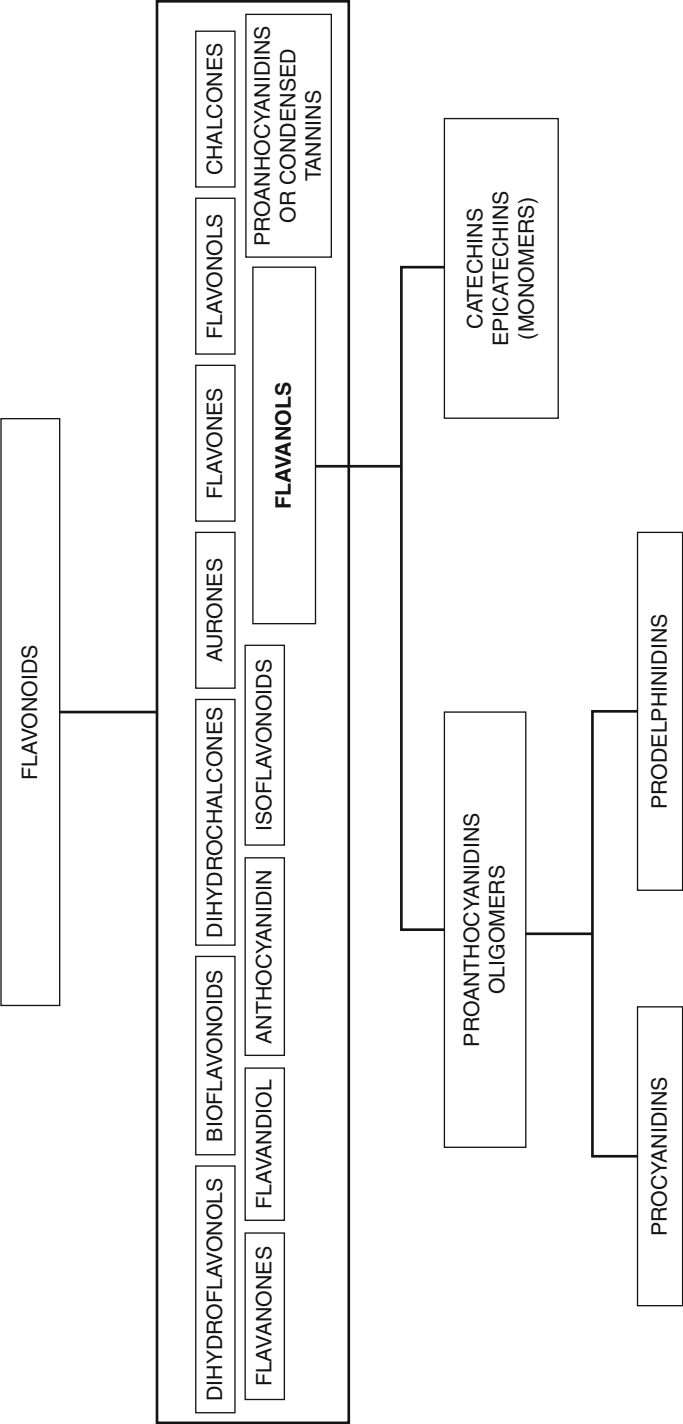 FLAVONOIDS
DIHYDROFLAVONOLS
BIOFLAVONOIDS
DIHYDROCHALCONES
AURONES
FLAVONES
FLAVONOLS
CHALCONES
FLAVANONES
FLAVANDIOL
ANTHOCYANIDIN
ISOFLAVONOIDS
FLAVANOLS
PROANHOCYANIDINS
OR CONDENSED
TANNINS
PROANTHOCYANIDINS
OLIGOMERS
CATECHINS
EPICATECHINS
(MONOMERS)
PROCYANIDINS
PRODELPHINIDINS